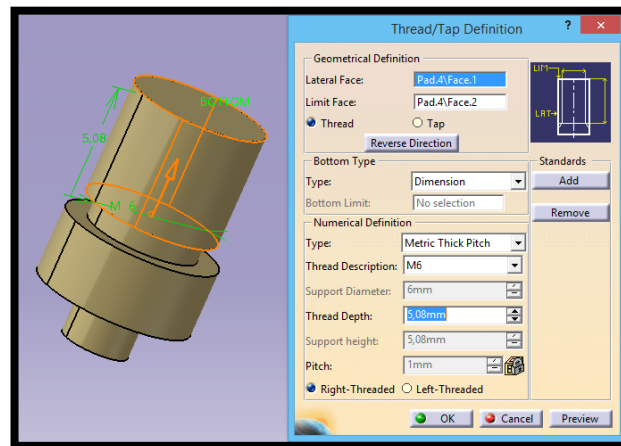 Thread/Tap Definition ? ×
Geometrical Definition
Lateral Face: Pad.4\Face.1
Limit Face: Pad.4\Face.2
Thread Tap
Reverse Direction
LIM
LAT
Bottom Type
Type: Dimension
Bottom Limit: No selection
Standards
Add
Remove
Numerical Definition
Type: Metric Thick Pitch
Thread Description: M6
Support Diameter: 6mm
Thread Depth: 5,08mm
Support height: 5,08mm
Pitch: 1mm
Right-Threaded Left-Threaded
OK Cancel Preview
BOTTOM
5,08
M 6